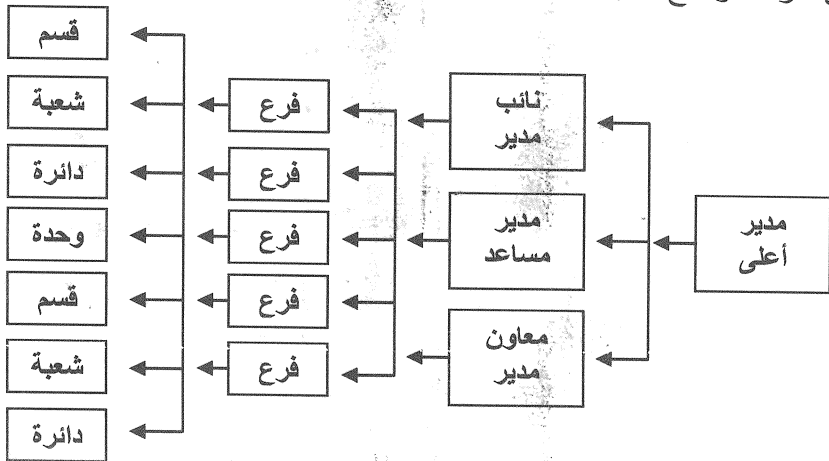 مدير
أعلى
نائب
مدير
مدير
مساعد
معاون
مدير
فرع
فرع
فرع
فرع
فرع
قسم
شعبة
دائرة
وحدة
قسم
شعبة
دائرة